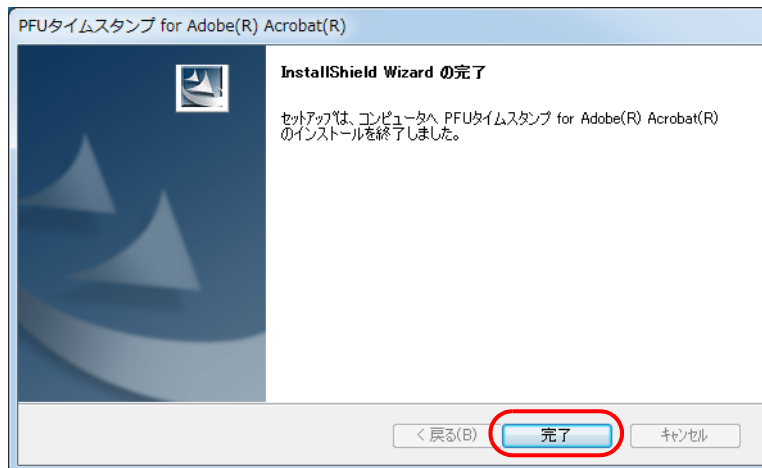 PFUタイムスタンプ for Adobe(R) Acrobat(R)
InstallShield Wizard の完了
セットアップは、コンピュータへ PFUタイムスタンプ for Adobe(R) Acrobat(R)
のインストールを終了しました。
< 戻る(B)
完了
キャンセル